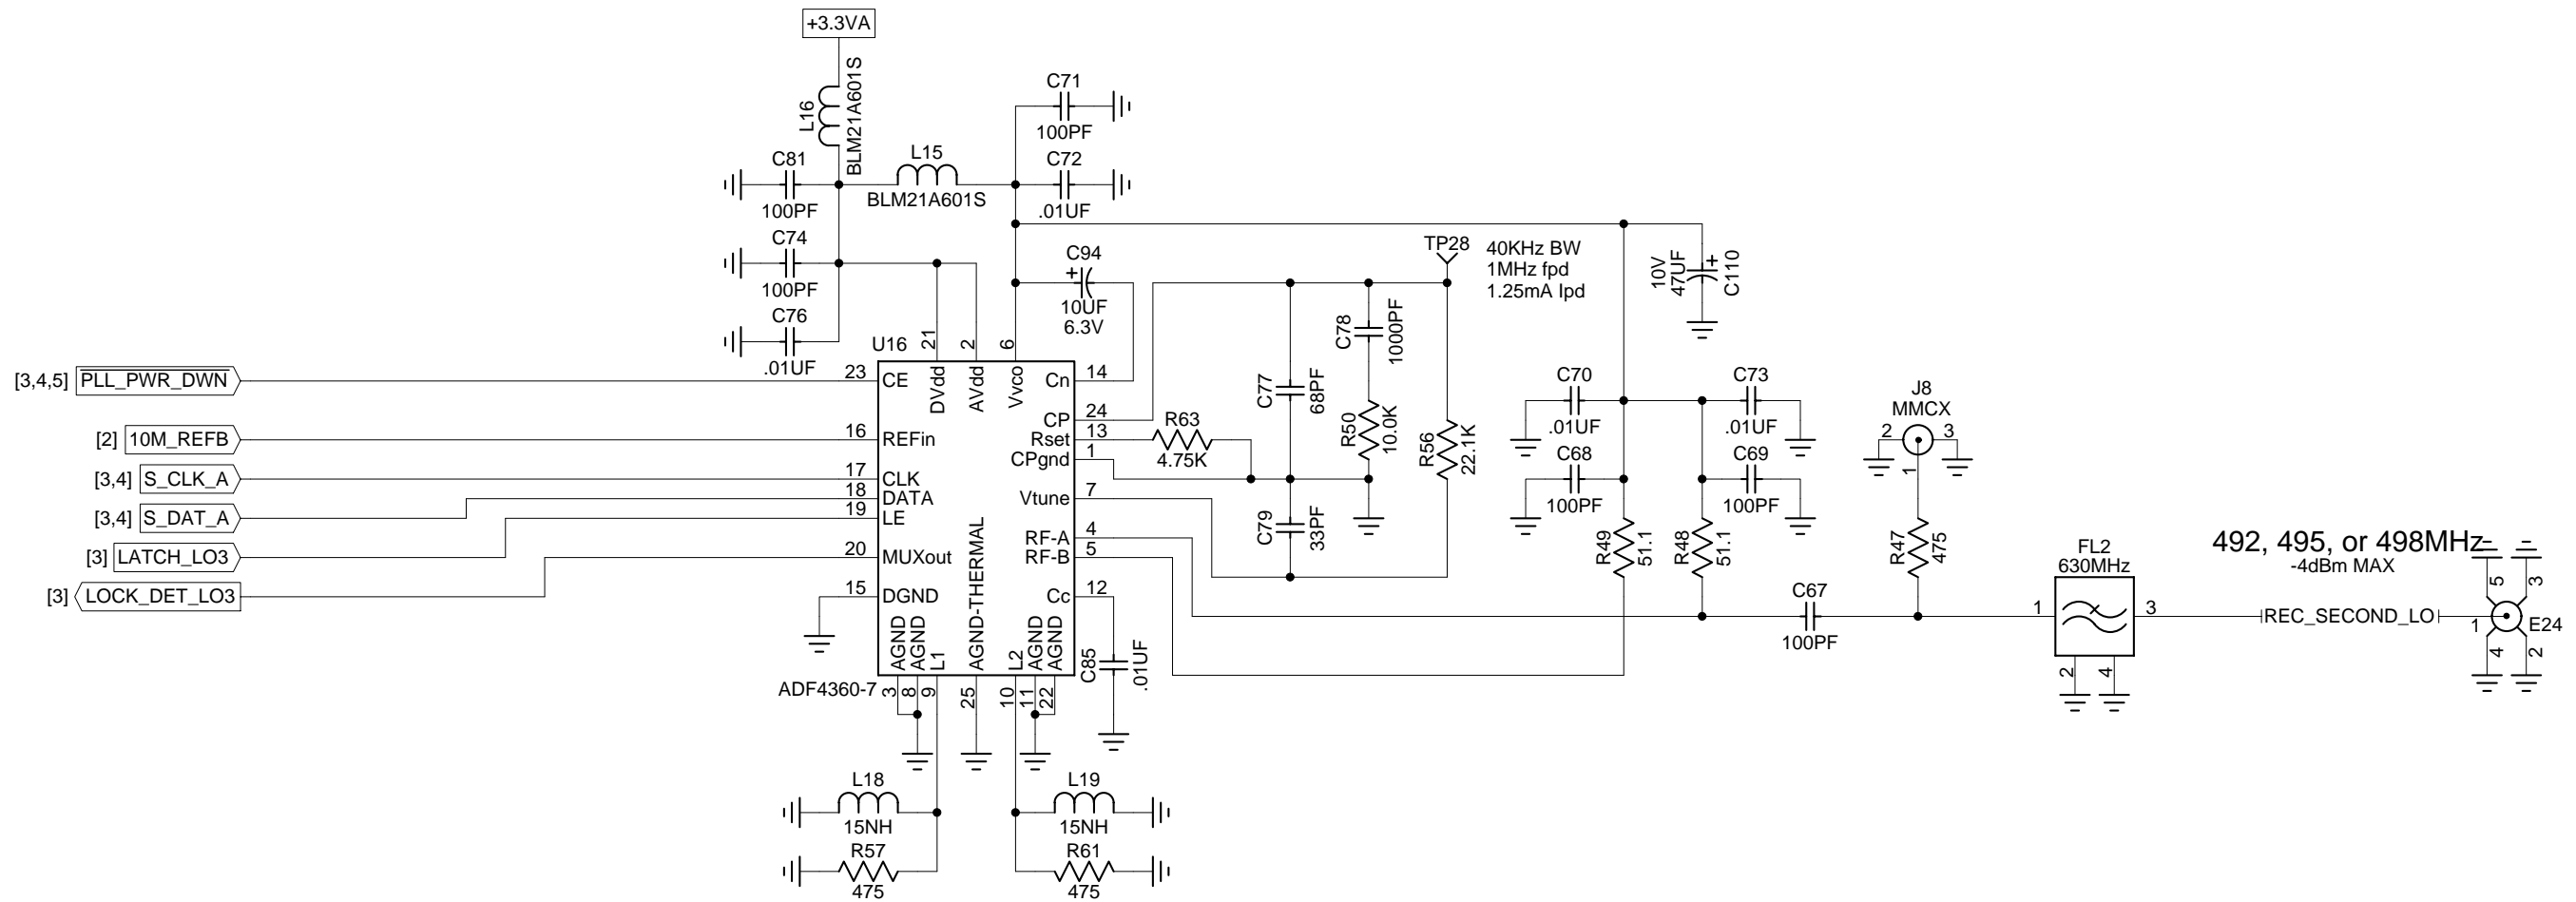 +3.3VA
L16
BLM21A601S
C71
100PF
C81
100PF
L15
BLM21A601S
C72
.01UF
C74
100PF
C94
+
10UF
6.3V
TP28
40KHz BW
1MHz fpd
1.25mA Ipd
10V
47UF
+
C110
C76
.01UF
U16
21
2
6
DVdd
AVdd
Vvco
C77
68PF
C78
1000PF
R50
10.0K
R56
22.1K
[3,4,5] PLL_PWR_DWN
23 CE
Cn 14
CP 24
[2] 10M_REFB
16 REFin
Rset 13
R63
4.75K
CPgnd 1
[3,4] S_CLK_A
17 CLK
18 DATA
Vtune 7
[3,4] S_DAT_A
19 LE
C79
33PF
RF-A 4
[3] LATCH_LO3
20 MUXout
RF-B 5
[3] LOCK_DET_LO3
15 DGND
Cc 12
AGND
AGND
L1
AGND-THERMAL
L2
AGND
AGND
ADF4360-7
3
8
9
25
10
11
22
C85
.01UF
C70
.01UF
C73
.01UF
C68
100PF
C69
100PF
R49
51.1
R48
51.1
J8
MMCX
2
3
1
R47
475
C67
100PF
FL2
630MHz
1
3
2
4
492, 495, or 498MHz
-4dBm MAX
REC_SECOND_LO
5
3
1
E24
4
2
L18
15NH
R57
475
L19
15NH
R61
475